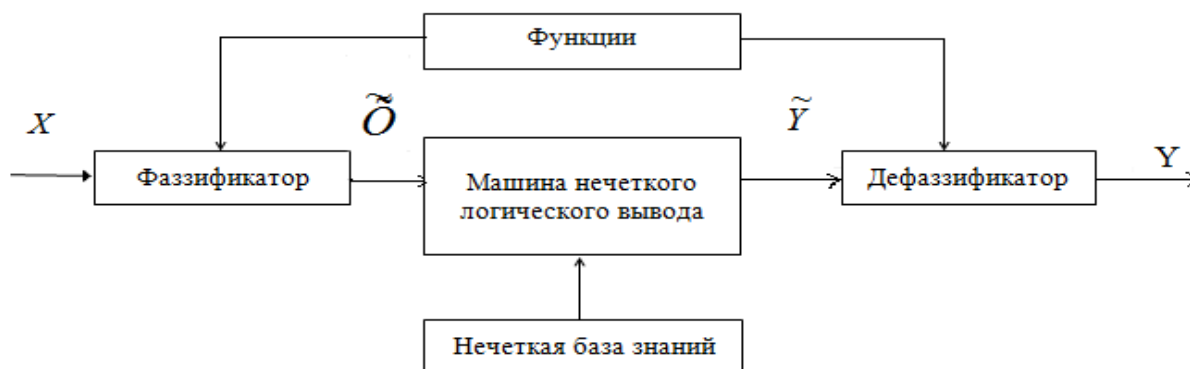 Функции
X
Õ
Ỹ
Y
Фаззификатор
Машина нечеткого
логического вывода
Дефаззификатор
Нечеткая база знаний